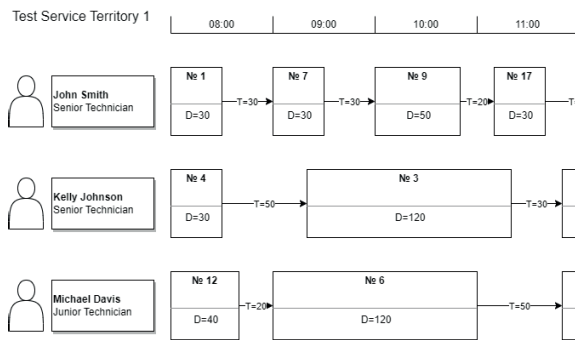 Test Service Territory 1
08:00 09:00 10:00 11:00
John Smith
Senior Technician
№ 1
D=30
T=30
№ 7
D=30
T=30
№ 9
D=50
T=20
№ 17
D=30
T
Kelly Johnson
Senior Technician
№ 4
D=30
T=50
№ 3
D=120
T=30
Michael Davis
Junior Technician
№ 12
D=40
T=20
№ 6
D=120
T=50